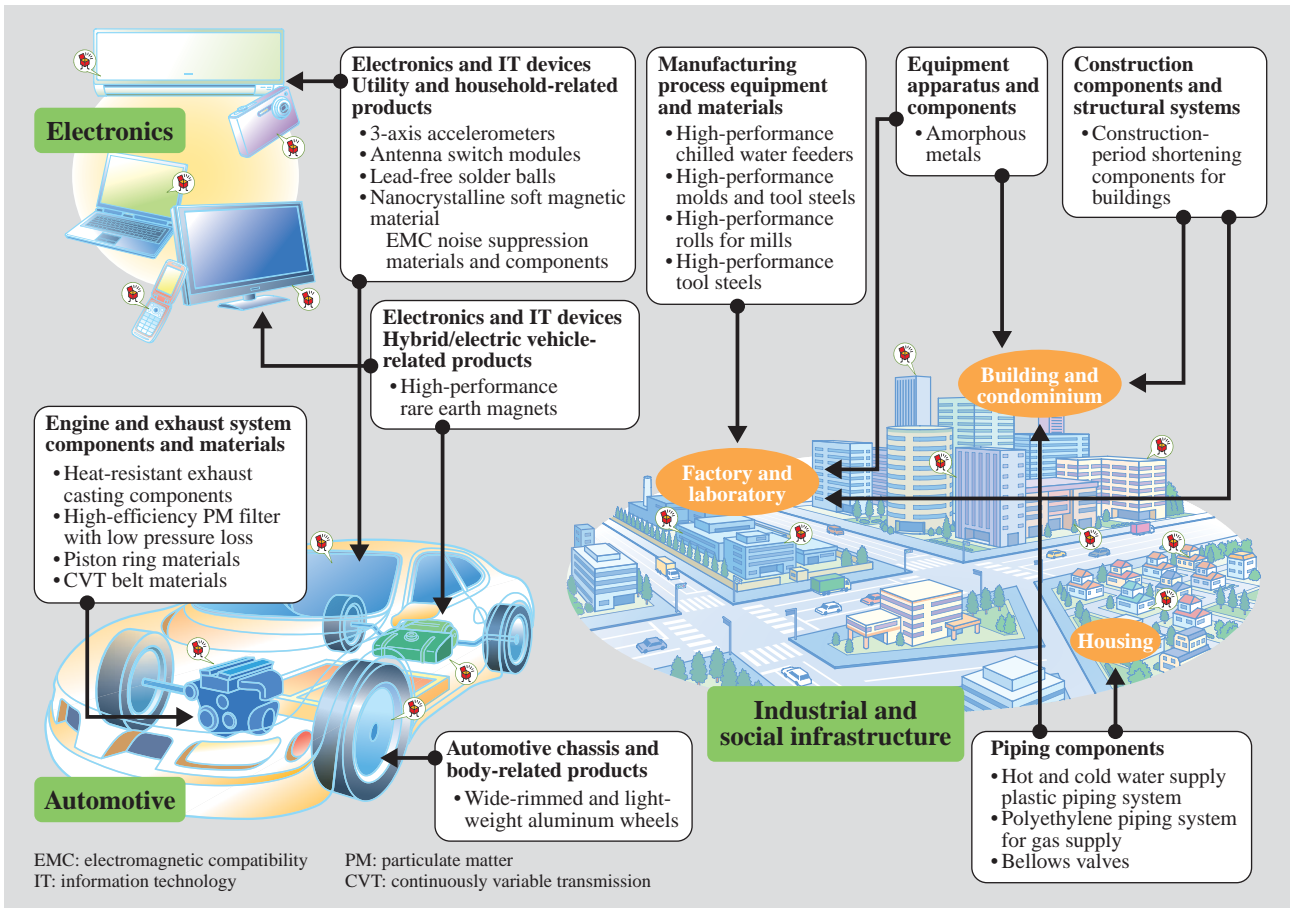 Electronics
Electronics and IT devices
Utility and household-related
products
• 3-axis accelerometers
• Antenna switch modules
• Lead-free solder balls
• Nanocrystalline soft magnetic
material
EMC noise suppression
materials and components
Manufacturing
process equipment
and materials
• High-performance
chilled water feeders
• High-performance
molds and tool steels
• High-performance
rolls for mills
• High-performance
tool steels
Equipment
apparatus and
components
• Amorphous
metals
Construction
components and
structural systems
• Construction-
period shortening
components for
buildings
Electronics and IT devices
Hybrid/electric vehicle-
related products
• High-performance
rare earth magnets
Engine and exhaust system
components and materials
• Heat-resistant exhaust
casting components
• High-efficiency PM filter
with low pressure loss
• Piston ring materials
• CVT belt materials
Building and
condominium
Factory and
laboratory
Housing
Industrial and
social infrastructure
Automotive
Automotive chassis and
body-related products
• Wide-rimmed and light-
weight aluminum wheels
Piping components
• Hot and cold water supply
plastic piping system
• Polyethylene piping system
for gas supply
• Bellows valves
EMC: electromagnetic compatibility
PM: particulate matter
IT: information technology
CVT: continuously variable transmission